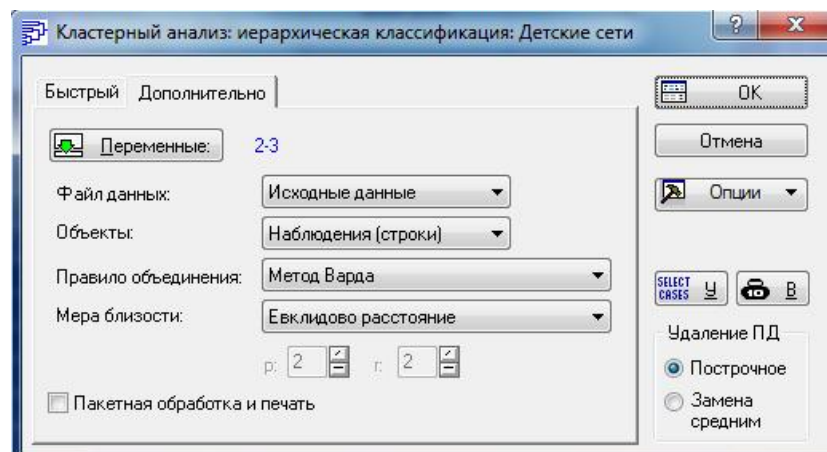 Кластерный анализ: иерархическая классификация: Детские сети
? X
Быстрый Дополнительно
Переменные: 2-3
Файл данных: Исходные данные
Объекты: Наблюдения (строки)
Правило объединения: Метод Варда
Мера близости: Евклидово расстояние
p: 2 r: 2
Пакетная обработка и печать
OK
Отмена
Опции
SELECT CASES У В
Удаление ПД
Построчное
Замена
средним